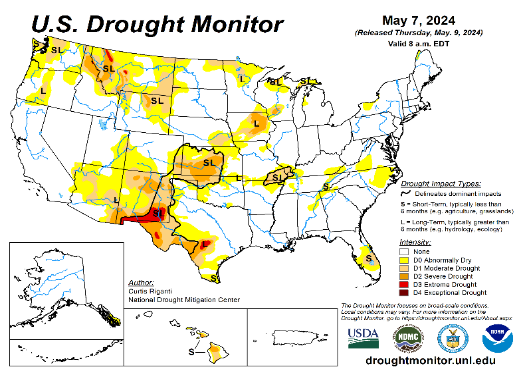 U.S. Drought Monitor
May 7, 2024
(Released Thursday, May. 9, 2024)
Valid 8 a.m. EDT
S
SL
SL
L
SL
L
SL
SL
L
SL
L
SL
S
L
SL
S
S
S
Drought Impact Types:
Delineates dominant impacts
S = Short-Term, typically less than
6 months (e.g. agriculture, grasslands)
L = Long-Term, typically greater than
6 months (e.g. hydrology, ecology)
Intensity:
None
D0 Abnormally Dry
D1 Moderate Drought
D2 Severe Drought
D3 Extreme Drought
D4 Exceptional Drought
Author:
Curtis Riganti
National Drought Mitigation Center
S
The Drought Monitor focuses on broad-scale conditions.
Local conditions may vary. For more information on the
Drought Monitor, go to https://droughtmonitor.unl.edu/About.aspx
USDA
NDMC
droughtmonitor.unl.edu